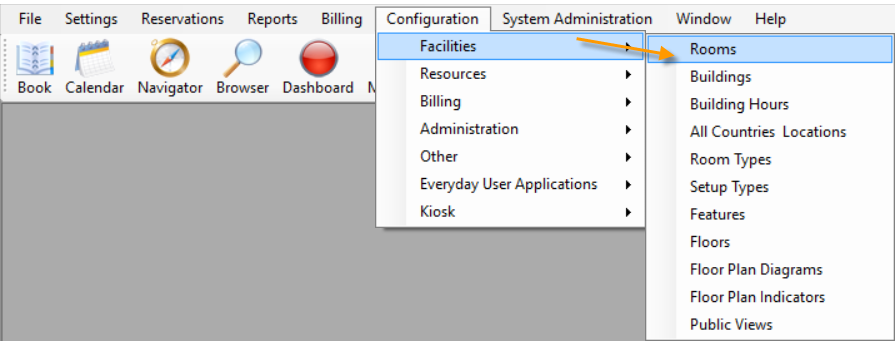 File Settings Reservations Reports Billing Configuration System Administration Window Help
Book Calendar Navigator Browser Dashboard
Facilities
Resources
Billing
Administration
Other
Everyday User Applications
Kiosk
Rooms
Buildings
Building Hours
All Countries Locations
Room Types
Setup Types
Features
Floors
Floor Plan Diagrams
Floor Plan Indicators
Public Views